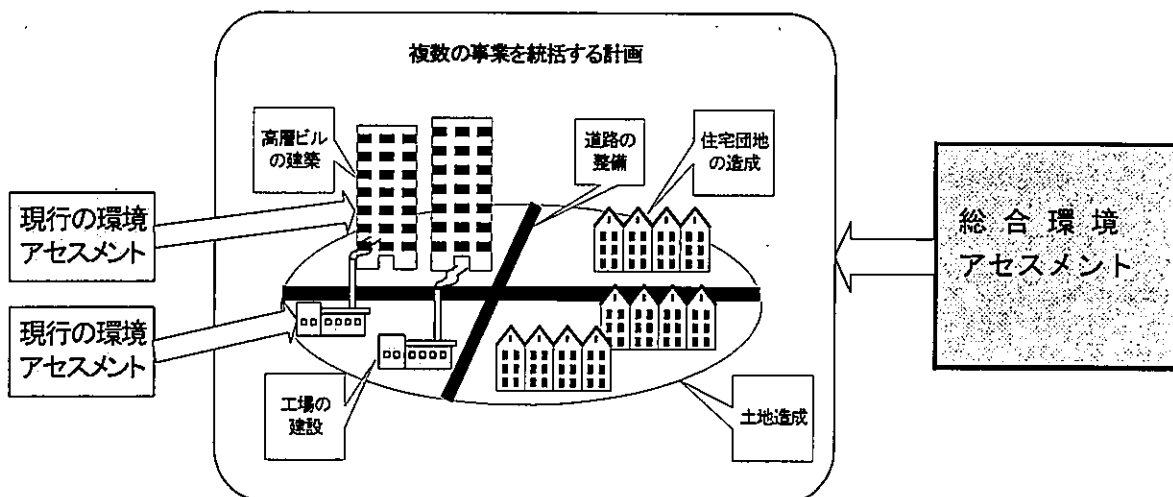 複数の事業を統括する計画
高層ビル
の建築
道路の
整備
住宅団地
の造成
現行の環境
アセスメント
総合環境
アセスメント
現行の環境
アセスメント
工場の
建設
土地造成